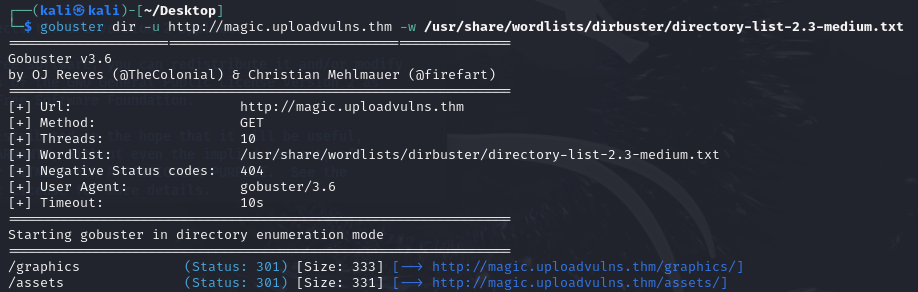 (kali㉿kali)-[~/Desktop]
$ gobuster dir -u http://magic.uploadvulns.thm -w /usr/share/wordlists/dirbuster/directory-list-2.3-medium.txt
===============================================================
Gobuster v3.6
by OJ Reeves (@TheColonial) & Christian Mehlmauer (@firefart)
===============================================================
[+] Url: http://magic.uploadvulns.thm
[+] Method: GET
[+] Threads: 10
[+] Wordlist: /usr/share/wordlists/dirbuster/directory-list-2.3-medium.txt
[+] Negative Status codes: 404
[+] User Agent: gobuster/3.6
[+] Timeout: 10s
===============================================================
Starting gobuster in directory enumeration mode
===============================================================
/graphics (Status: 301) [Size: 333] [--> http://magic.uploadvulns.thm/graphics/]
/assets (Status: 301) [Size: 331] [--> http://magic.uploadvulns.thm/assets/]